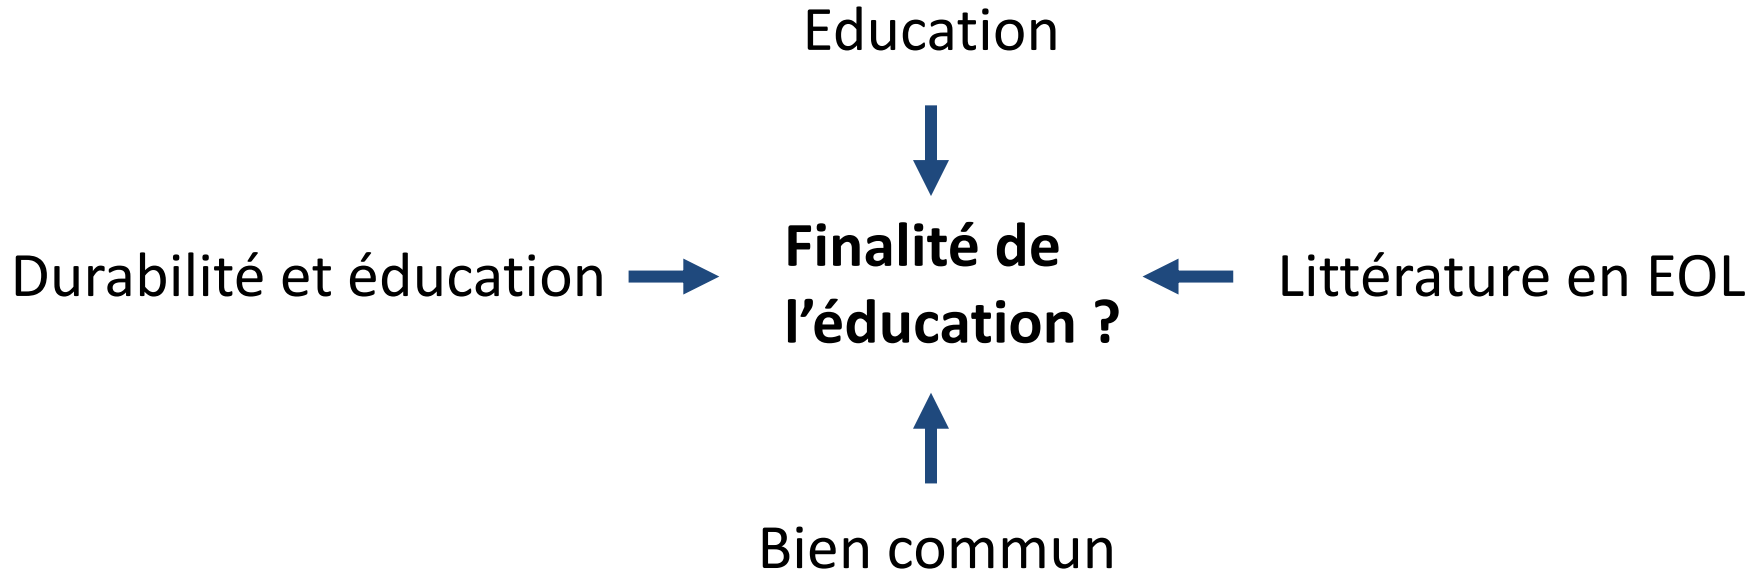 Education
Durabilité et éducation
Finalité de
l’éducation ?
Littérature en EOL
Bien commun